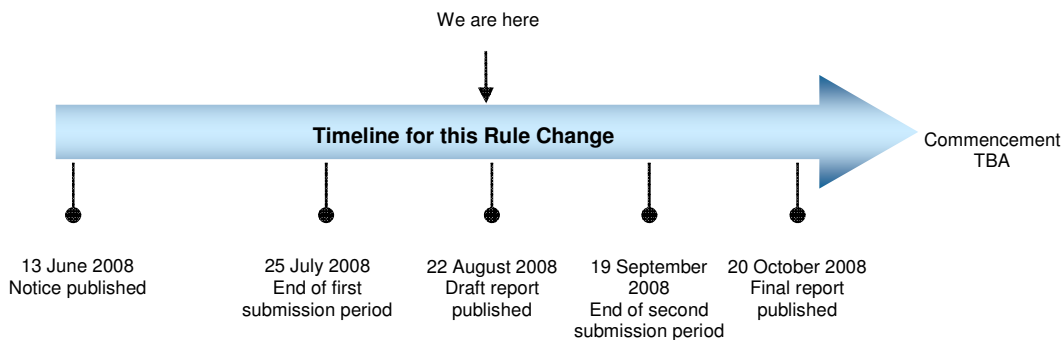 We are here
Timeline for this Rule Change
Commencement
TBA
13 June 2008
Notice published
25 July 2008
End of first
submission period
22 August 2008
Draft report
published
19 September
2008
End of second
submission period
20 October 2008
Final report
published